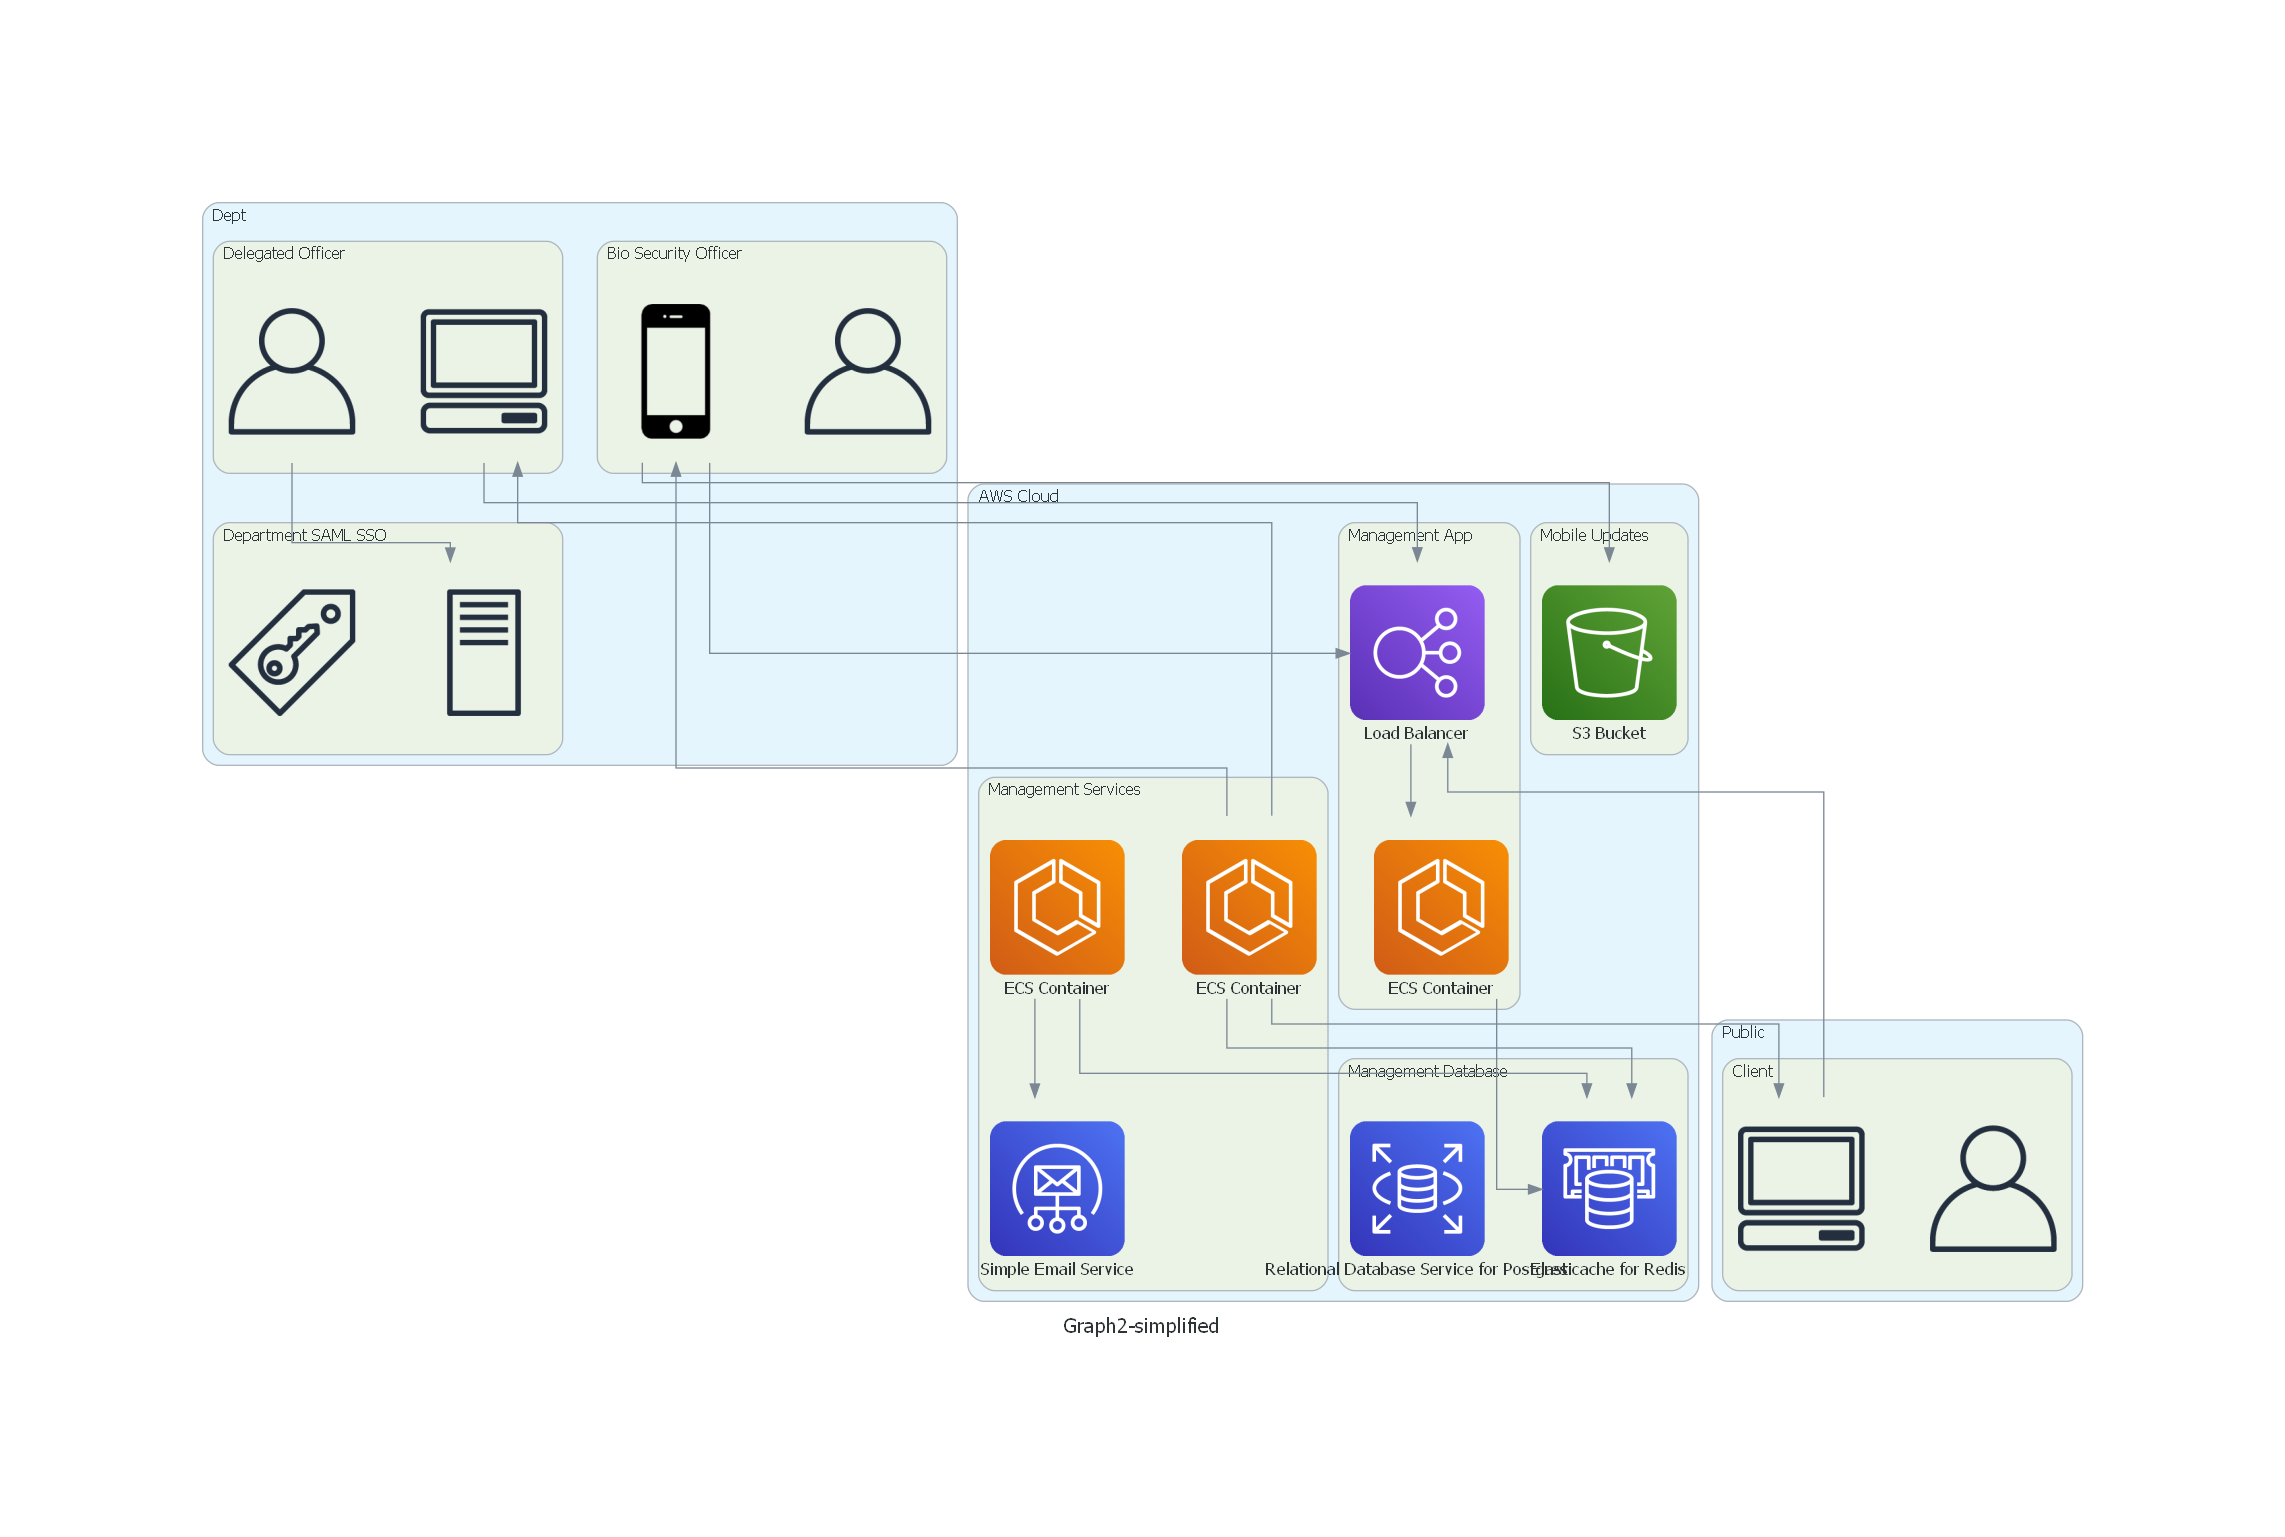 Dept
Delegated Officer
Bio Security Officer
AWS Cloud
Department SAML SSO
Management App
Mobile Updates
Load Balancer
S3 Bucket
Management Services
ECS Container
ECS Container
ECS Container
Public
Management Database
Client
Simple Email Service
Relational Database Service for Postgres
Elasticache for Redis
Graph2-simplified